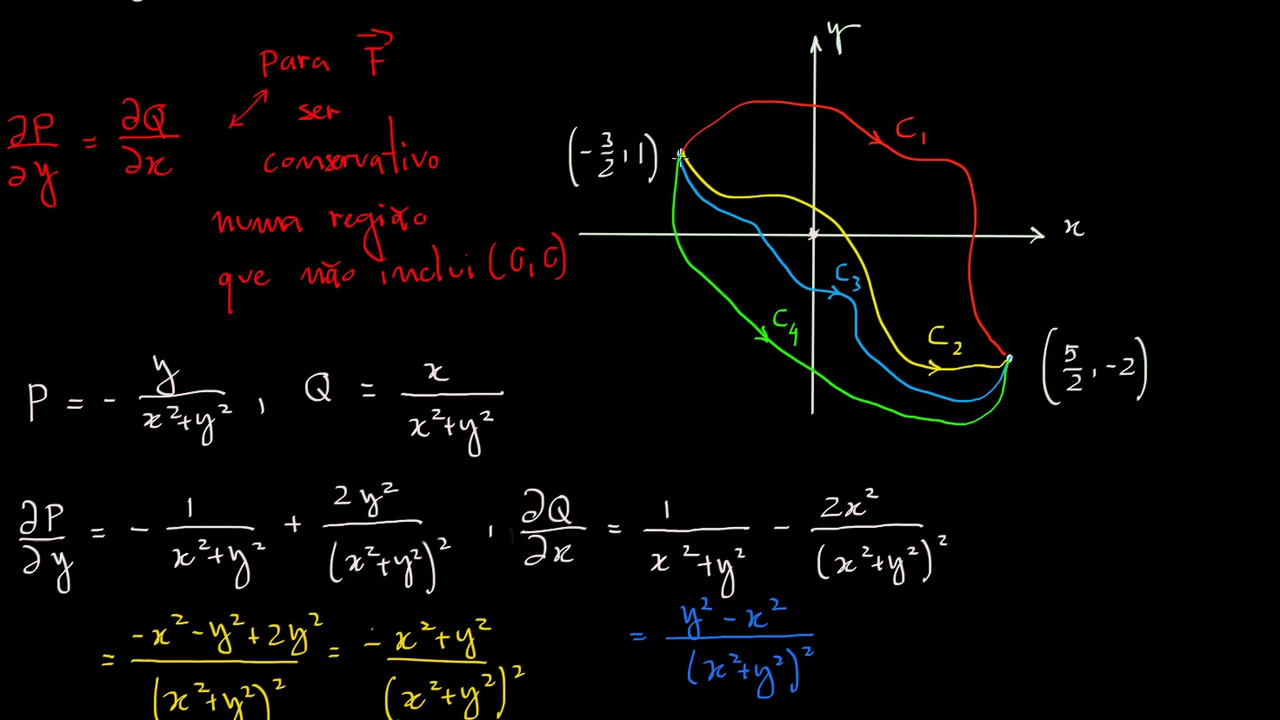 Para F⃗
ser
conservativo
numa região
que não inclui (0,0)
∂P/∂y = ∂Q/∂x
P = - y/(x²+y²) , Q = x/(x²+y²)
∂P/∂y = - 1/(x²+y²) + 2y²/(x²+y²)² , ∂Q/∂x = 1/(x²+y²) - 2x²/(x²+y²)²
= (-x²-y²+2y²)/(x²+y²)² = (-x²+y²)/(x²+y²)²
= (y²-x²)/(x²+y²)²
y
C₁
(-3/2, 1)
x
C₃
C₄
C₂
(5/2, -2)